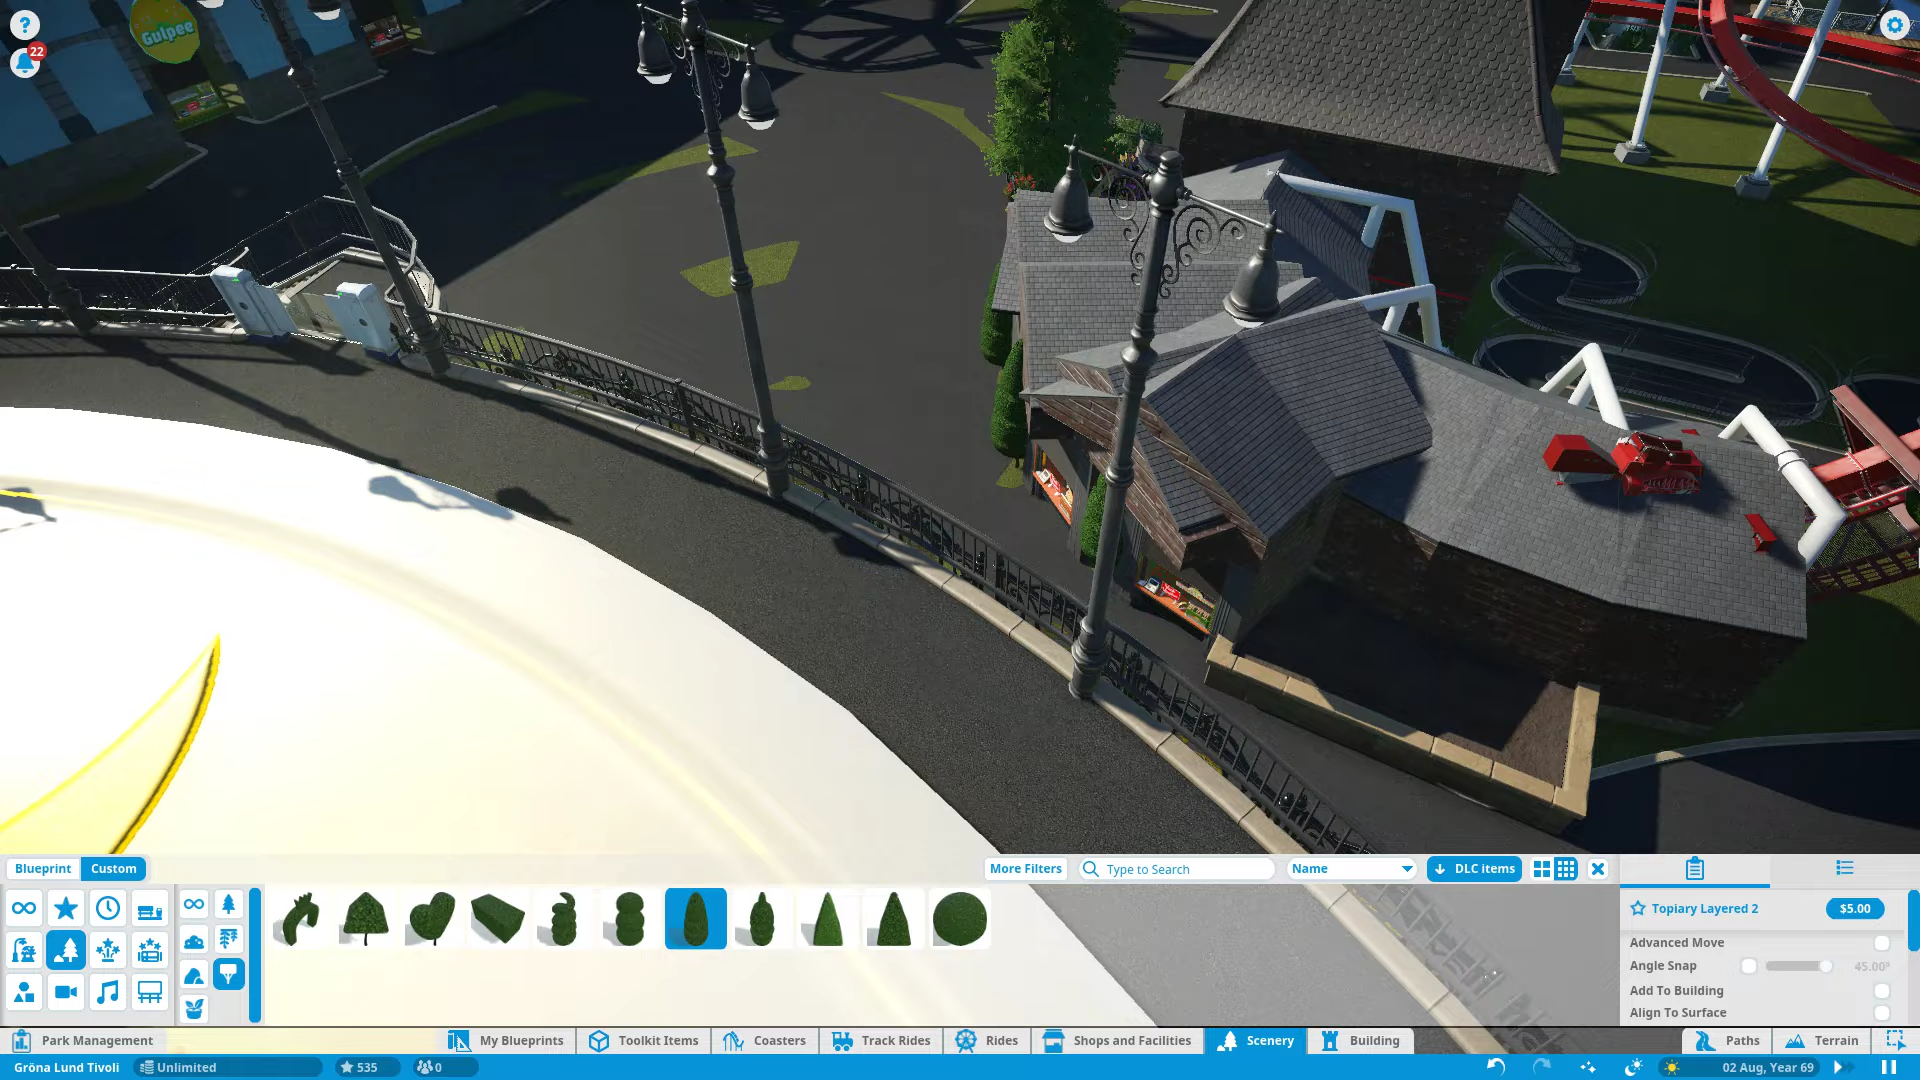 Gulpee
22
Blueprint
Custom
More Filters
Type to Search
Name
DLC items
Topiary Layered 2
$5.00
Advanced Move
Angle Snap
45.00°
Add To Building
Align To Surface
Park Management
My Blueprints
Toolkit Items
Coasters
Track Rides
Rides
Shops and Facilities
Scenery
Building
Paths
Terrain
Gröna Lund Tivoli
Unlimited
535
0
02 Aug, Year 69